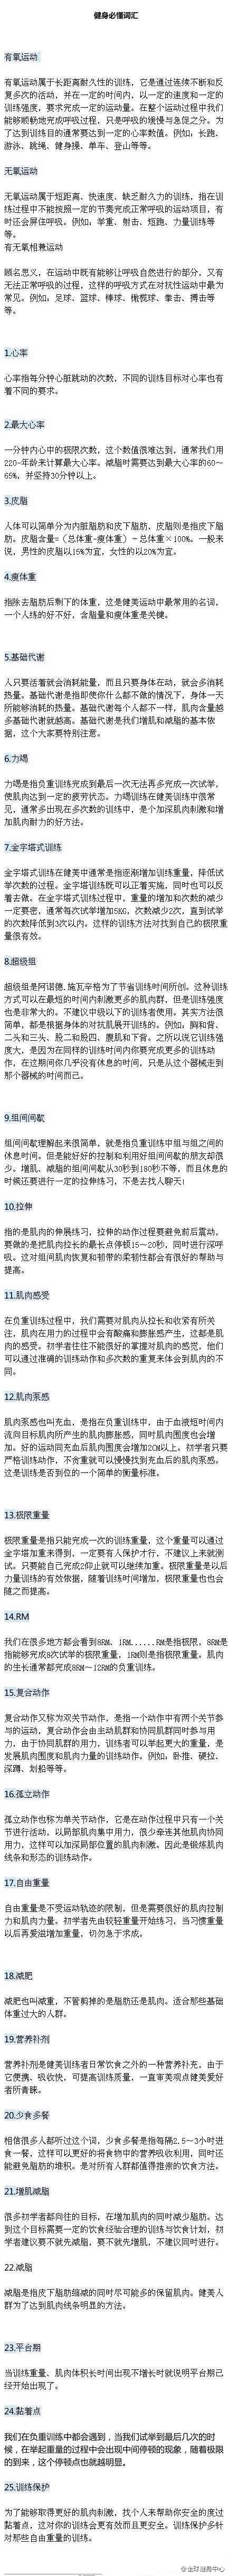 健身必懂词汇
有氧运动
有氧运动属于长距离耐久性的训练，它是通过连续不断和反
复多次的活动，并在一定的时间内，以一定的速度和一定的
训练强度，要求完成一定的运动量。在整个运动过程中我们
能够顺畅地完成呼吸过程，只是呼吸的缓慢与急促之分。为
了达到训练目的通常要达到一定的心率数值。例如：长跑、
游泳、跳绳、健身操、单车、登山等等。
无氧运动
无氧运动属于短距离、快速度、缺乏耐久力的训练，指在训
练过程中不能按照一定的节奏完成正常呼吸的运动项目，有
时还会屏住呼吸。例如：举重、射击、短跑、力量训练等
等。
有无氧相兼运动
顾名思义，在运动中既有能够让呼吸自然进行的部分，又有
无法正常呼吸的过程，这样的呼吸方式在对抗性运动中最为
常见。例如：足球、篮球、棒球、橄榄球、拳击、搏击等
等。
1.心率
心率指每分钟心脏跳动的次数，不同的训练目标对心率也有
着不同的要求。
2.最大心率
一分钟内心中的极限次数，这个数值很难达到，通常我们用
220-年龄来计算最大心率。减脂时需要达到最大心率的60～
65%，并坚持30分钟以上。
3.皮脂
人体可以简单分为内脏脂肪和皮下脂肪，皮脂则是指皮下脂
肪。皮脂含量=（总体重-瘦体重）÷总体重×100%。一般来
说，男性的皮脂以15%为宜，女性的以20%为宜。
4.瘦体重
指除去脂肪后剩下的体重，这是健美运动中最常用的名词，
一个人练的好不好，含脂量和瘦体重是关键。
5.基础代谢
人只要活着就会消耗能量，而且只要身体在动，就会多消耗
热量。基础代谢是指即使你什么都不做的情况下，身体一天
所能够消耗的热量。基础代谢每个人都不一样，肌肉含量越
多基础代谢就越高。基础代谢是我们增肌和减脂的基本依
据，这个大家要特别注意。
6.力竭
力竭是指负重训练完成到最后一次无法再多完成一次试举，
使肌肉达到一定的疲劳状态。力竭训练在健美训练中很常
见，通常多出现在多次数的训练中，是个加深肌肉刺激和增
加肌肉耐力的好方法。
7.金字塔式训练
金字塔式训练在健美中通常是指逐渐增加训练重量，降低试
举次数的过程。金字塔训练既可以正着实施，同时也可以反
着去做。在金字塔式训练过程中，重量的增加和次数的减少
一定要密，通常每次试举增加5KG，次数减少2次，直到试举
的次数降低到3次以内。这样的训练方法对找到自己的极限重
量很有效。
8.超级组
超级组是阿诺德.施瓦辛格为了节省训练时间所创。这种训练
方式可以在最短的时间内刺激更多的肌肉群，但是训练强度
也是非常大的。不建议中级以下的训练者使用。其实方法很
简单，都是根据身体的对抗肌展开训练的。例如，胸和背、
二头和三头、股二和股四、腹肌和下背。之所以说它训练强
度大，是因为在同样的训练时间内你要完成更多的训练动
作，在这期间你几乎没有休息的时间，只是从这个器械走到
那个器械的时间而已。
9.组间间歇
组间间歇理解起来很简单，就是指负重训练中组与组之间的
休息时间。但是能好好的控制和利用好组间间歇的朋友却很
少。增肌、减脂的组间间歇从30秒到180秒不等，而且休息的
时候还要进行一定的拉伸练习，不是去找人聊天！
10.拉伸
指的是肌肉的伸展练习，拉伸的动作过程要避免前后震动，
要做的是把肌肉拉长的最长点停顿15～20秒，同时进行深呼
吸。这对组间肌肉恢复和韧带的柔韧性都会有很好的帮助与
提高。
11.肌肉感受
在负重训练过程中，我们需要对肌肉从拉长和收紧有所关
注，肌肉在用力的过程中会有酸痛和膨胀感产生，这都是肌
肉的感受。初学者往往不能很好的掌握对肌肉的感觉，他们
可以通过准确的训练动作和多次数的重复来体会到肌肉的不
同。
12.肌肉泵感
肌肉泵感也叫充血，是指在负重训练中，由于血液短时间内
流向目标肌肉所产生的肌肉膨胀感，同时肌肉围度也会增
加。好的运动同充血后肌肉围度会增加2CM以上。初学者只要
严格训练动作，不贪重就可以慢慢找到充血后的肌肉泵感。
这是训练是否到位的一个简单的衡量标准。
13.极限重量
极限重量是指只能完成一次的训练重量，这个重量可以通过
金字塔加重来得到，一定要有人保护才行，不建议上来就测
试。只要能自己完成2仰止就可以继续加重。极限重量是以后
力量训练的有效依据，随着训练时间增加，极限重量也也会
随之而提高。
14.RM
我们在很多地方都会看到8RM、1RM......RM是指极限，8RM是
指能够完成8次试举的极限重量，1RM则是指极限重量。肌肉
的生长通常都完成8RM～12RM的负重训练。
15.复合动作
复合动作又称为双关节动作，是指一个动作中有两个关节参
与的运动，复合动作会由主动肌群和协同肌群同时参与用
力，由于协同肌群的用力，训练者可以举起更大的重量，是
发展肌肉围度和肌肉力量的训练动作。例如：卧推、硬拉、
深蹲、划船等等。
16.孤立动作
孤立动作也称为单关节动作，它是在动作过程中只有一个关
节进行活动，以局部肌肉集中用力，很少牵连其他肌肉协同
用力，这样可以加深局部位置的肌肉刺激。因此是锻炼肌肉
线条和形态的训练动作。
17.自由重量
自由重量是不受运动轨迹的限制，但是需要很好的肌肉控制
力和肌肉力量。初学者先由较轻重量开始练习，当习惯重量
以后再爱滋增加重量，切勿急于求成。
18.减肥
减肥也叫减重，不管剪掉的是脂肪还是肌肉。适合那些基础
体重过大的人群。
19.营养补剂
营养补剂是健美训练者日常饮食之外的一种营养补充，由于
它便携、吸收快，可提高训练质量，一直审美观点健美爱好
者所青睐。
20.少食多餐
相信很多人都听过这个词，少食多餐是指每隔2.5～3小时进
食一餐，这样可以更好的将食物中的营养吸收利用，同时还
能避免脂肪的堆积。是对所有人群都值得推崇的饮食方法。
21.增肌减脂
很多初学者都向往的目标，在增加肌肉的同时减少脂肪。达
到这个目标需要一定的饮食经验合理的训练与饮食计划，初
学者建议要不就先减脂，要不就先增肌，不建议同时进行。
22.减脂
减脂是指皮下脂肪缩减的同时尽可能多的保留肌肉。健美人
群为了达到肌肉线条明显的方法。
23.平台期
当训练重量、肌肉体积长时间出现不增长时就说明平台期已
经开始出现了。
24.黏着点
我们在负重训练中都会遇到，当我们试举到最后几次的时
候，在举起重量的过程中会出现中间停顿的现象，随着极限
的到来，这个停顿点也就越明显。
25.训练保护
为了能够取得更好的肌肉刺激，找个人来帮助你安全的度过
黏着点，这对你的训练会更有效而且更安全。训练保护多针
对那些自由重量的训练。
@全球健身中心